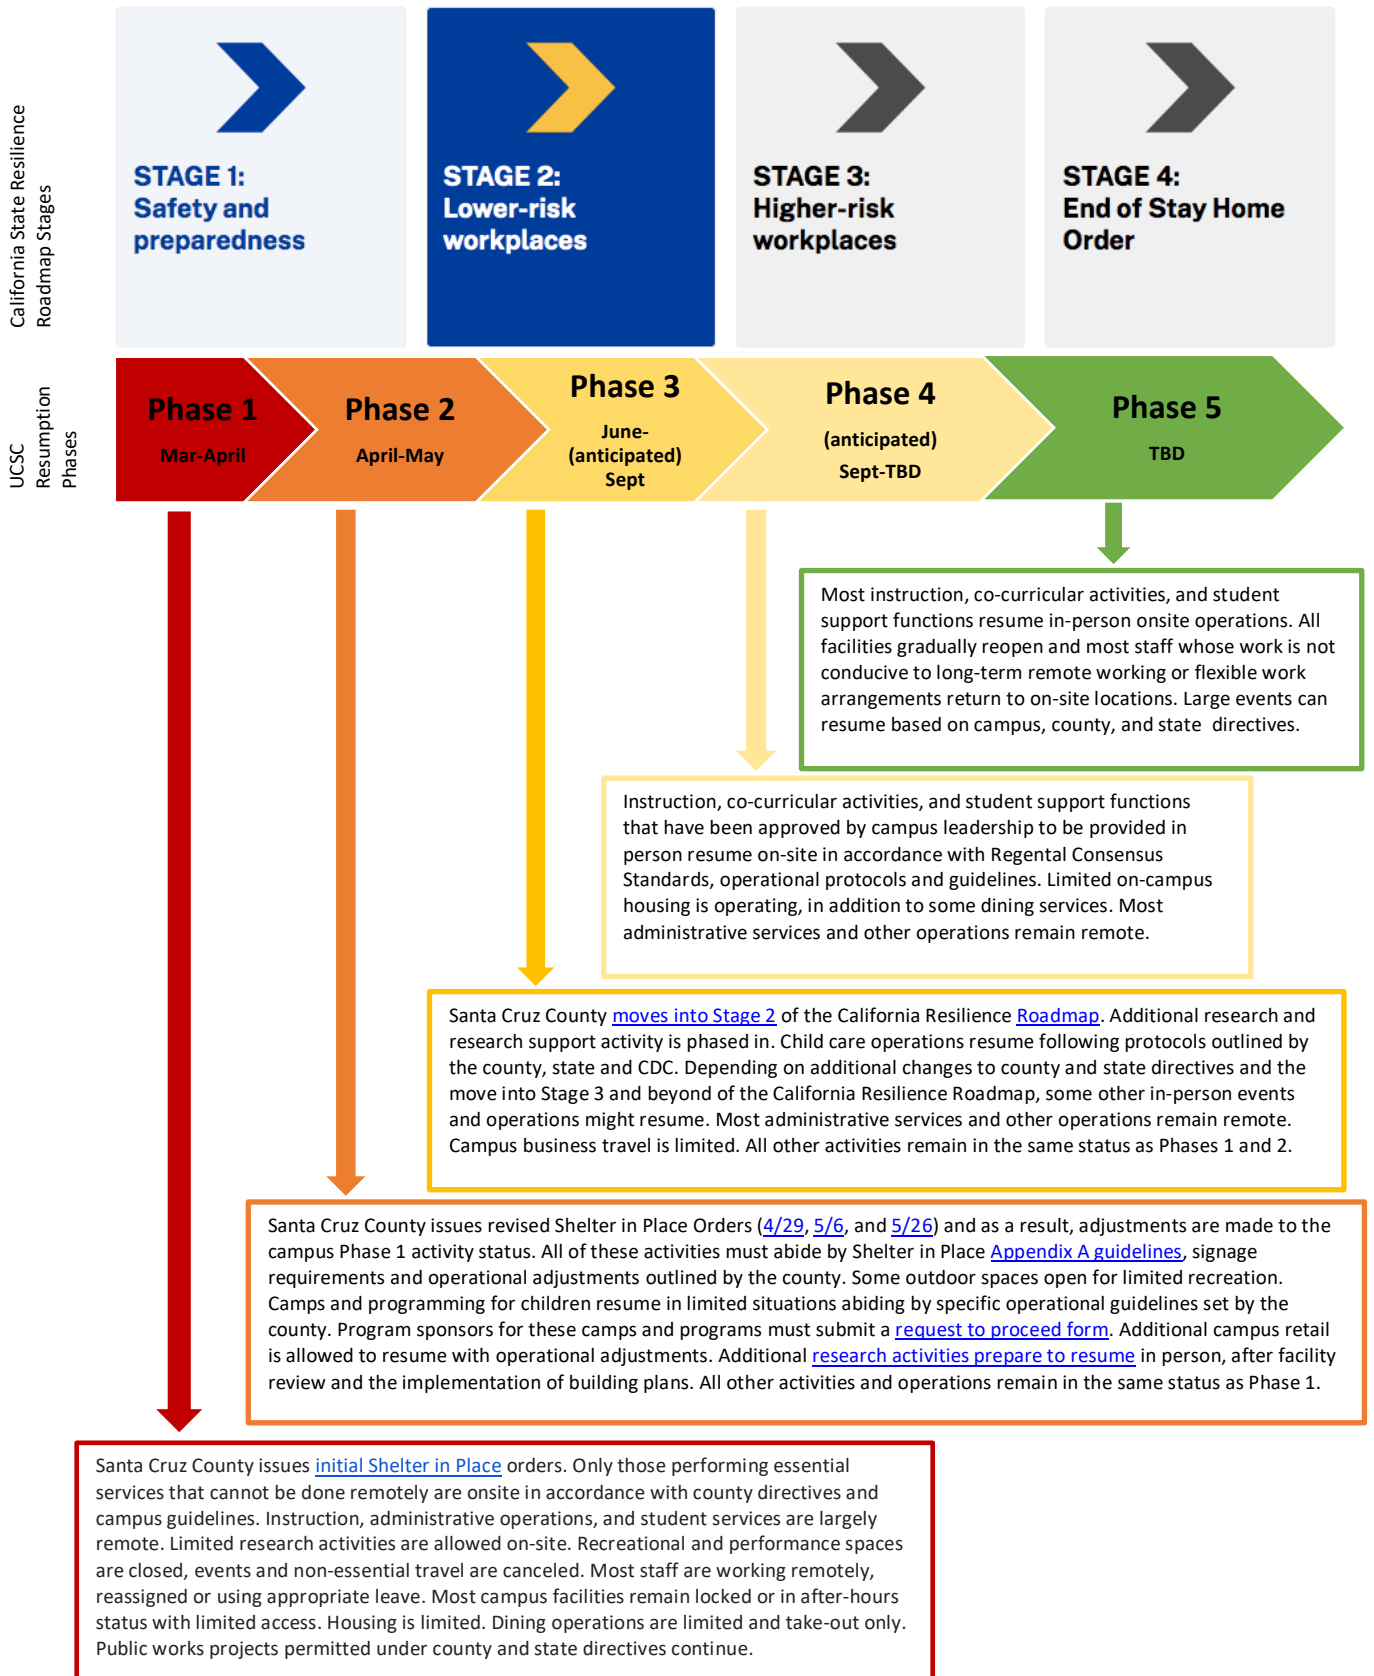 California State Resilience
Roadmap Stages
STAGE 1:
Safety and
preparedness
STAGE 2:
Lower-risk
workplaces
STAGE 3:
Higher-risk
workplaces
STAGE 4:
End of Stay Home
Order
UCSC
Resumption
Phases
Phase 1
Mar-April
Phase 2
April-May
Phase 3
June-
(anticipated)
Sept
Phase 4
(anticipated)
Sept-TBD
Phase 5
TBD
Most instruction, co-curricular activities, and student
support functions resume in-person onsite operations. All
facilities gradually reopen and most staff whose work is not
conducive to long-term remote working or flexible work
arrangements return to on-site locations. Large events can
resume based on campus, county, and state directives.
Instruction, co-curricular activities, and student support functions
that have been approved by campus leadership to be provided in
person resume on-site in accordance with Regental Consensus
Standards, operational protocols and guidelines. Limited on-campus
housing is operating, in addition to some dining services. Most
administrative services and other operations remain remote.
Santa Cruz County moves into Stage 2 of the California Resilience Roadmap. Additional research and
research support activity is phased in. Child care operations resume following protocols outlined by
the county, state and CDC. Depending on additional changes to county and state directives and the
move into Stage 3 and beyond of the California Resilience Roadmap, some other in-person events
and operations might resume. Most administrative services and other operations remain remote.
Campus business travel is limited. All other activities remain in the same status as Phases 1 and 2.
Santa Cruz County issues revised Shelter in Place Orders (4/29, 5/6, and 5/26) and as a result, adjustments are made to the
campus Phase 1 activity status. All of these activities must abide by Shelter in Place Appendix A guidelines, signage
requirements and operational adjustments outlined by the county. Some outdoor spaces open for limited recreation.
Camps and programming for children resume in limited situations abiding by specific operational guidelines set by the
county. Program sponsors for these camps and programs must submit a request to proceed form. Additional campus retail
is allowed to resume with operational adjustments. Additional research activities prepare to resume in person, after facility
review and the implementation of building plans. All other activities and operations remain in the same status as Phase 1.
Santa Cruz County issues initial Shelter in Place orders. Only those performing essential
services that cannot be done remotely are onsite in accordance with county directives and
campus guidelines. Instruction, administrative operations, and student services are largely
remote. Limited research activities are allowed on-site. Recreational and performance spaces
are closed, events and non-essential travel are canceled. Most staff are working remotely,
reassigned or using appropriate leave. Most campus facilities remain locked or in after-hours
status with limited access. Housing is limited. Dining operations are limited and take-out only.
Public works projects permitted under county and state directives continue.